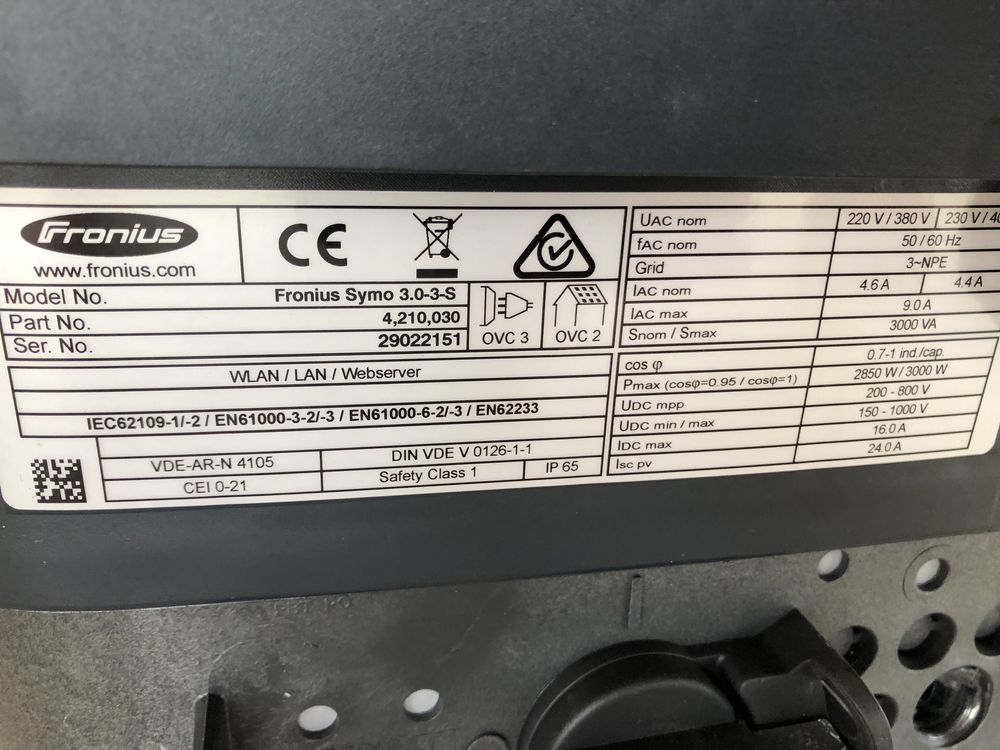 Fronius
www.fronius.com
CE
Model No. Fronius Symo 3.0-3-S
Part No. 4,210,030
Ser. No. 29022151
OVC 3 OVC 2
WLAN / LAN / Webserver
IEC62109-1/-2 / EN61000-3-2/-3 / EN61000-6-2/-3 / EN62233
VDE-AR-N 4105 DIN VDE V 0126-1-1
CEI 0-21 Safety Class 1 IP 65
UAC nom 220 V / 380 V 230 V /
fAC nom 50 / 60 Hz
Grid 3~NPE
IAC nom 4.6 A 4.4 A
IAC max 9.0 A
Snom / Smax 3000 VA
cos φ 0.7-1 ind./cap.
Pmax (cosφ=0.95 / cosφ=1) 2850 W / 3000 W
UDC mpp 200 - 800 V
UDC min / max 150 - 1000 V
IDC max 16.0 A
Isc pv 24.0 A